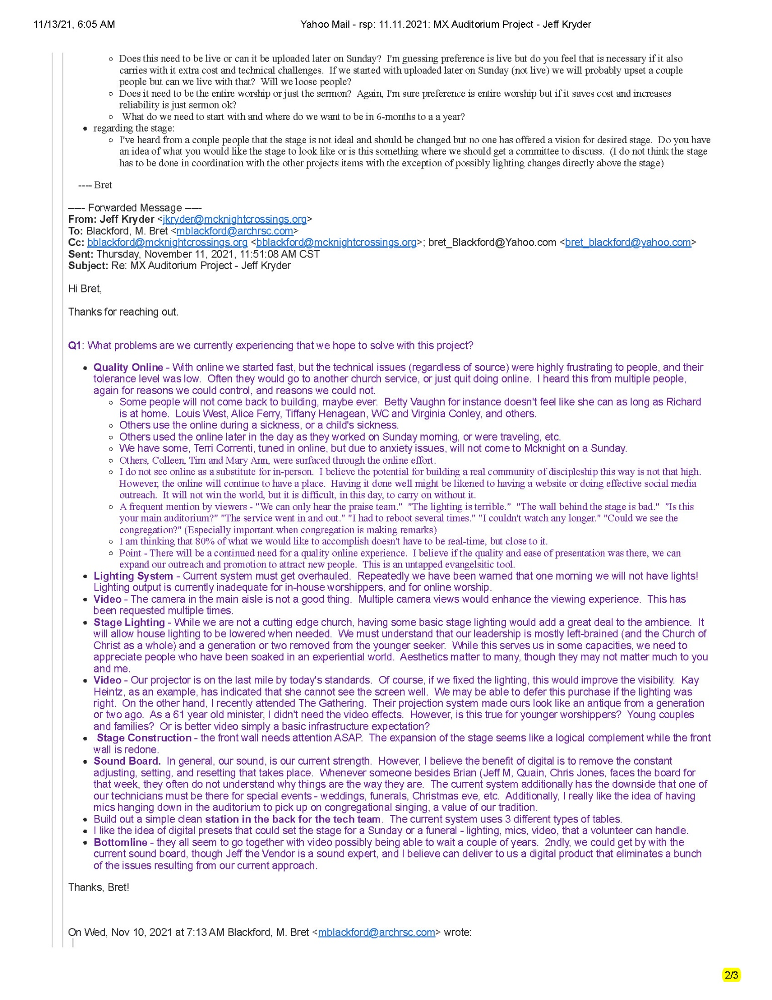 11/13/21, 6:05 AM Yahoo Mail - rsp: 11.11.2021: MX Auditorium Project - Jeff Kryder
◦ Does this need to be live or can it be uploaded later on Sunday? I'm guessing preference is live but do you feel that is necessary if it also
carries with it extra cost and technical challenges. If we started with uploaded later on Sunday (not live) we will probably upset a couple
people but can we live with that? Will we loose people?
◦ Does it need to be the entire worship or just the sermon? Again, I'm sure preference is entire worship but if it saves cost and increases
reliability is just sermon ok?
◦ What do we need to start with and where do we want to be in 6-months to a a year?
• regarding the stage:
◦ I've heard from a couple people that the stage is not ideal and should be changed but no one has offered a vision for desired stage. Do you have
an idea of what you would like the stage to look like or is this something where we should get a committee to discuss. (I do not think the stage
has to be done in coordination with the other projects items with the exception of possibly lighting changes directly above the stage)
---- Bret
----- Forwarded Message -----
From: Jeff Kryder <jkryder@mcknightcrossings.org>
To: Blackford, M. Bret <mblackford@archrsc.com>
Cc: bblackford@mcknightcrossings.org <bblackford@mcknightcrossings.org>; bret_Blackford@Yahoo.com <bret_blackford@yahoo.com>
Sent: Thursday, November 11, 2021, 11:51:08 AM CST
Subject: Re: MX Auditorium Project - Jeff Kryder
Hi Bret,
Thanks for reaching out.
Q1: What problems are we currently experiencing that we hope to solve with this project?
• Quality Online - With online we started fast, but the technical issues (regardless of source) were highly frustrating to people, and their
tolerance level was low. Often they would go to another church service, or just quit doing online. I heard this from multiple people,
again for reasons we could control, and reasons we could not.
◦ Some people will not come back to building, maybe ever. Betty Vaughn for instance doesn't feel like she can as long as Richard
is at home. Louis West, Alice Ferry, Tiffany Henagean, WC and Virginia Conley, and others.
◦ Others use the online during a sickness, or a child's sickness.
◦ Others used the online later in the day as they worked on Sunday morning, or were traveling, etc.
◦ We have some, Terri Correnti, tuned in online, but due to anxiety issues, will not come to Mcknight on a Sunday.
◦ Others, Colleen, Tim and Mary Ann, were surfaced through the online effort.
◦ I do not see online as a substitute for in-person. I believe the potential for building a real community of discipleship this way is not that high.
However, the online will continue to have a place. Having it done well might be likened to having a website or doing effective social media
outreach. It will not win the world, but it is difficult, in this day, to carry on without it.
◦ A frequent mention by viewers - "We can only hear the praise team." "The lighting is terrible." "The wall behind the stage is bad." "Is this
your main auditorium?" "The service went in and out." "I had to reboot several times." "I couldn't watch any longer." "Could we see the
congregation?" (Especially important when congregation is making remarks)
◦ I am thinking that 80% of what we would like to accomplish doesn't have to be real-time, but close to it.
◦ Point - There will be a continued need for a quality online experience. I believe if the quality and ease of presentation was there, we can
expand our outreach and promotion to attract new people. This is an untapped evangelsitic tool.
• Lighting System - Current system must get overhauled. Repeatedly we have been warned that one morning we will not have lights!
Lighting output is currently inadequate for in-house worshippers, and for online worship.
• Video - The camera in the main aisle is not a good thing. Multiple camera views would enhance the viewing experience. This has
been requested multiple times.
• Stage Lighting - While we are not a cutting edge church, having some basic stage lighting would add a great deal to the ambience. It
will allow house lighting to be lowered when needed. We must understand that our leadership is mostly left-brained (and the Church of
Christ as a whole) and a generation or two removed from the younger seeker. While this serves us in some capacities, we need to
appreciate people who have been soaked in an experiential world. Aesthetics matter to many, though they may not matter much to you
and me.
• Video - Our projector is on the last mile by today's standards. Of course, if we fixed the lighting, this would improve the visibility. Kay
Heintz, as an example, has indicated that she cannot see the screen well. We may be able to defer this purchase if the lighting was
right. On the other hand, I recently attended The Gathering. Their projection system made ours look like an antique from a generation
or two ago. As a 61 year old minister, I didn't need the video effects. However, is this true for younger worshippers? Young couples
and families? Or is better video simply a basic infrastructure expectation?
• Stage Construction - the front wall needs attention ASAP. The expansion of the stage seems like a logical complement while the front
wall is redone.
• Sound Board. In general, our sound, is our current strength. However, I believe the benefit of digital is to remove the constant
adjusting, setting, and resetting that takes place. Whenever someone besides Brian (Jeff M, Quain, Chris Jones, faces the board for
that week, they often do not understand why things are the way they are. The current system additionally has the downside that one of
our technicians must be there for special events - weddings, funerals, Christmas eve, etc. Additionally, I really like the idea of having
mics hanging down in the auditorium to pick up on congregational singing, a value of our tradition.
• Build out a simple clean station in the back for the tech team. The current system uses 3 different types of tables.
• I like the idea of digital presets that could set the stage for a Sunday or a funeral - lighting, mics, video, that a volunteer can handle.
• Bottomline - they all seem to go together with video possibly being able to wait a couple of years. 2ndly, we could get by with the
current sound board, though Jeff the Vendor is a sound expert, and I believe can deliver to us a digital product that eliminates a bunch
of the issues resulting from our current approach.
Thanks, Bret!
On Wed, Nov 10, 2021 at 7:13 AM Blackford, M. Bret <mblackford@archrsc.com> wrote:
2/3